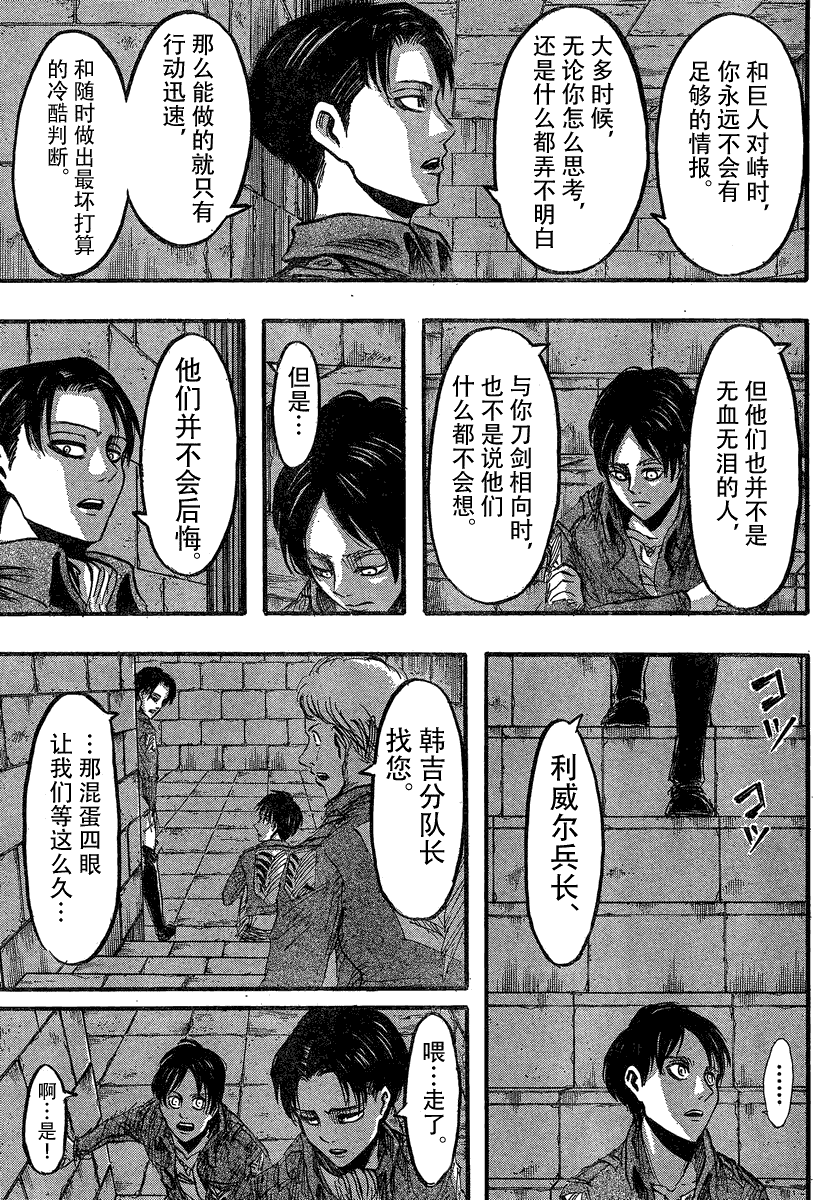 和巨人对峙时，
你永远不会有
足够的情报。
大多时候，
无论你怎么思考，
还是什么都弄不明白
那么能做的就只有
行动迅速，
和随时做出最坏打算
的冷酷判断。
但他们也并不是
无血无泪的人，
与你刀剑相向时，
也不是说他们
什么都不会想。
但是…
他们并不会后悔。
コッ
コッ
利威尔兵长、
……
韩吉分队长
找您。
…那混蛋四眼
让我们等这么久…
喂…走了。
啊…是！